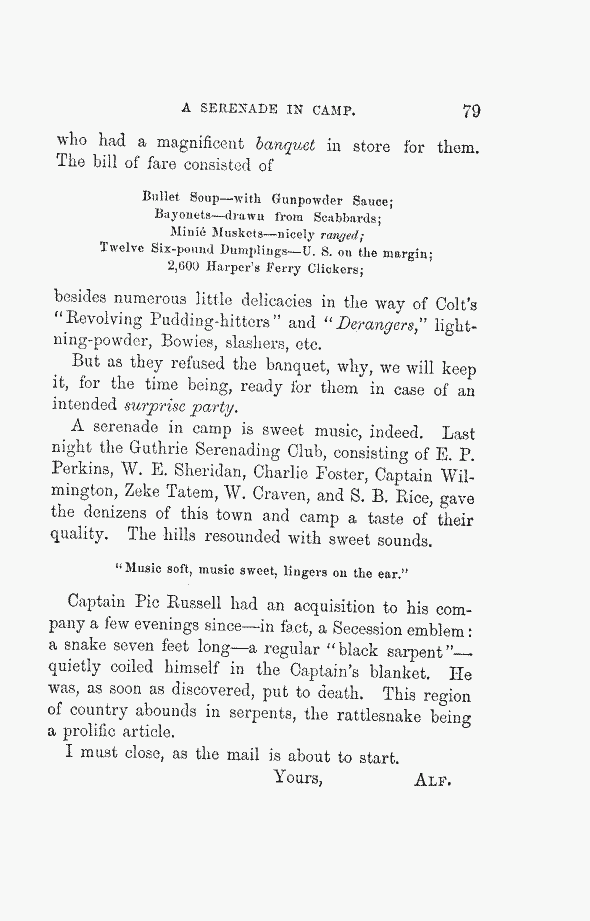 A SERENADE IN CAMP. 79
who had a magnificent banquet in store for them.
The bill of fare consisted of
Bullet Soup—with Gunpowder Sauce;
Bayonets—drawn from Scabbards;
Minié Muskets—nicely ranged;
Twelve Six-pound Dumplings—U. S. on the margin;
2,600 Harper's Ferry Clickers;
besides numerous little delicacies in the way of Colt's
"Revolving Pudding-hitters" and "Derangers," light-
ning-powder, Bowies, slashers, etc.
But as they refused the banquet, why, we will keep
it, for the time being, ready for them in case of an
intended surprise party.
A serenade in camp is sweet music, indeed. Last
night the Guthrie Serenading Club, consisting of E. P.
Perkins, W. E. Sheridan, Charlie Foster, Captain Wil-
mington, Zeke Tatem, W. Craven, and S. B. Rice, gave
the denizens of this town and camp a taste of their
quality. The hills resounded with sweet sounds.
"Music soft, music sweet, lingers on the ear."
Captain Pic Russell had an acquisition to his com-
pany a few evenings since—in fact, a Secession emblem:
a snake seven feet long—a regular "black sarpent"—
quietly coiled himself in the Captain's blanket. He
was, as soon as discovered, put to death. This region
of country abounds in serpents, the rattlesnake being
a prolific article.
I must close, as the mail is about to start.
Yours, ALF.